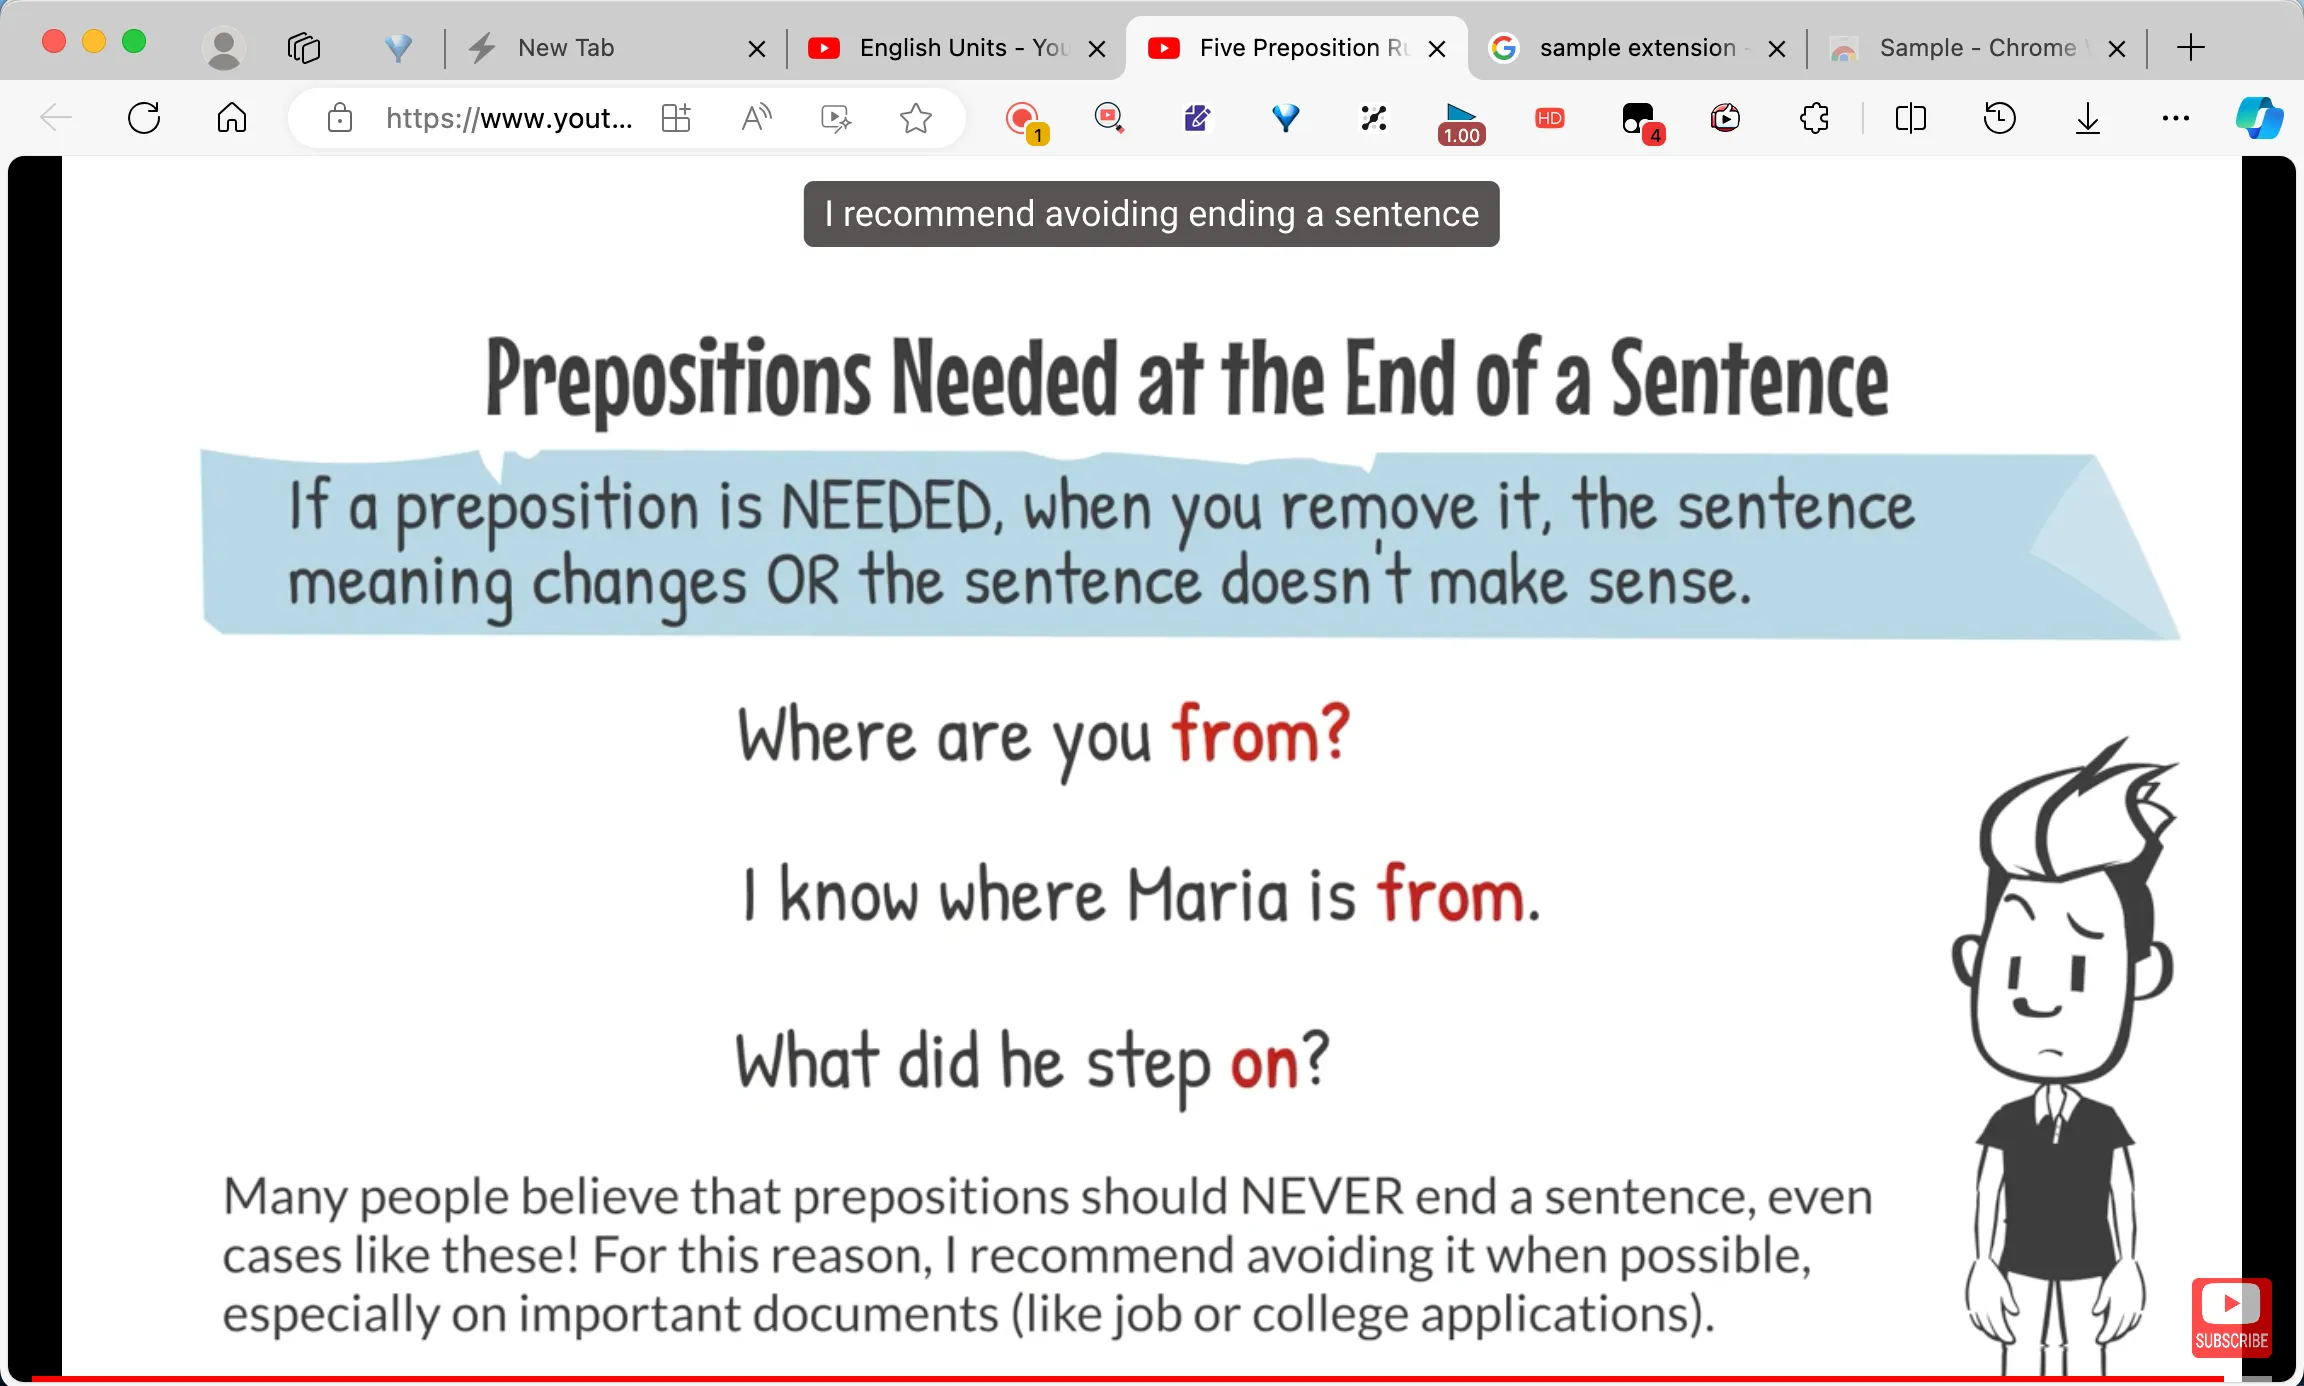 New Tab
English Units - You
Five Preposition Ru
sample extension -
Sample - Chrome
https://www.yout...
1
1.00
HD
4
I recommend avoiding ending a sentence
Prepositions Needed at the End of a Sentence
If a preposition is NEEDED, when you remove it, the sentence
meaning changes OR the sentence doesn't make sense.
Where are you from?
I know where Maria is from.
What did he step on?
Many people believe that prepositions should NEVER end a sentence, even
cases like these! For this reason, I recommend avoiding it when possible,
especially on important documents (like job or college applications).
SUBSCRIBE